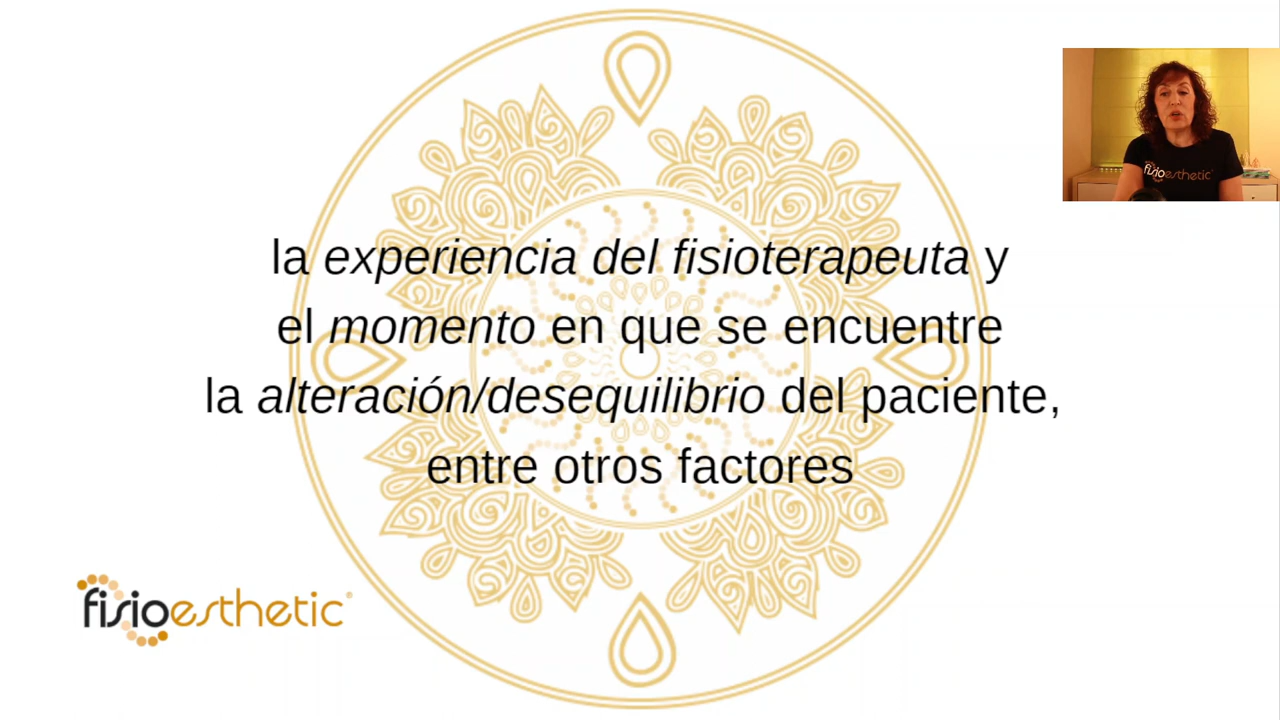 la experiencia del fisioterapeuta y
el momento en que se encuentre
la alteración/desequilibrio del paciente,
entre otros factores
fisioesthetic
fisioesthetic